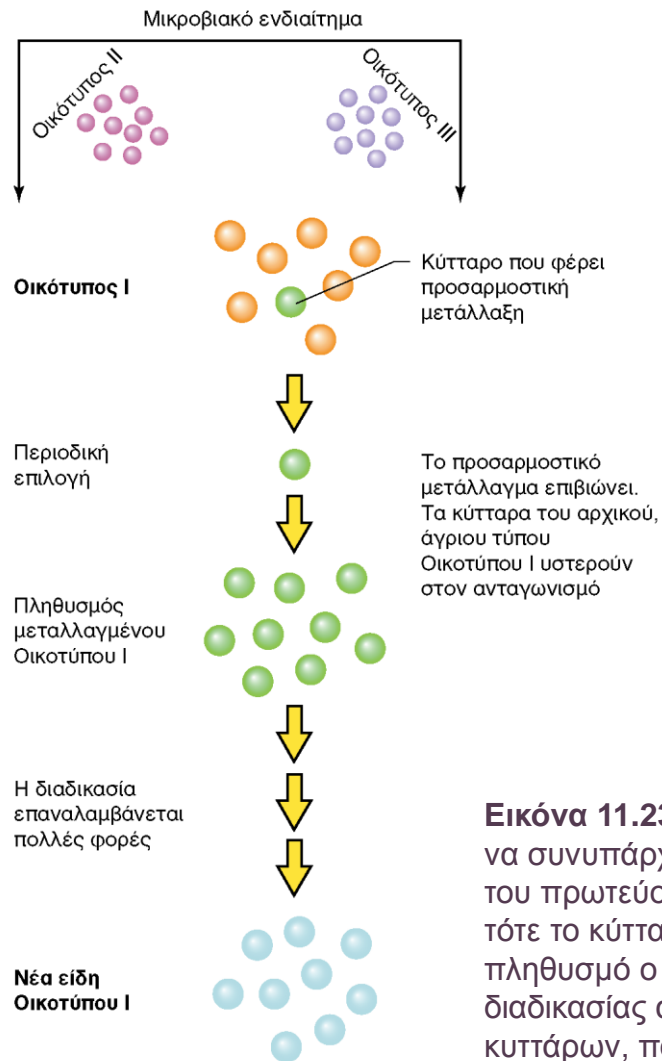 Μικροβιακό ενδιαίτημα
Οικότυπος II
Οικότυπος III
Οικότυπος I
Κύτταρο που φέρει
προσαρμοστική
μετάλλαξη
Περιοδική
επιλογή
Το προσαρμοστικό
μετάλλαγμα επιβιώνει.
Τα κύτταρα του αρχικού,
άγριου τύπου
Οικοτύπου I υστερούν
στον ανταγωνισμό
Πληθυσμός
μεταλλαγμένου
Οικοτύπου I
Η διαδικασία
επαναλαμβάνεται
πολλές φορές
Νέα είδη
Οικοτύπου I
Εικόνα 11.23
να συνυπάρχ
του πρωτεύο
τότε το κύττα
πληθυσμό ο
διαδικασίας
κυττάρων,